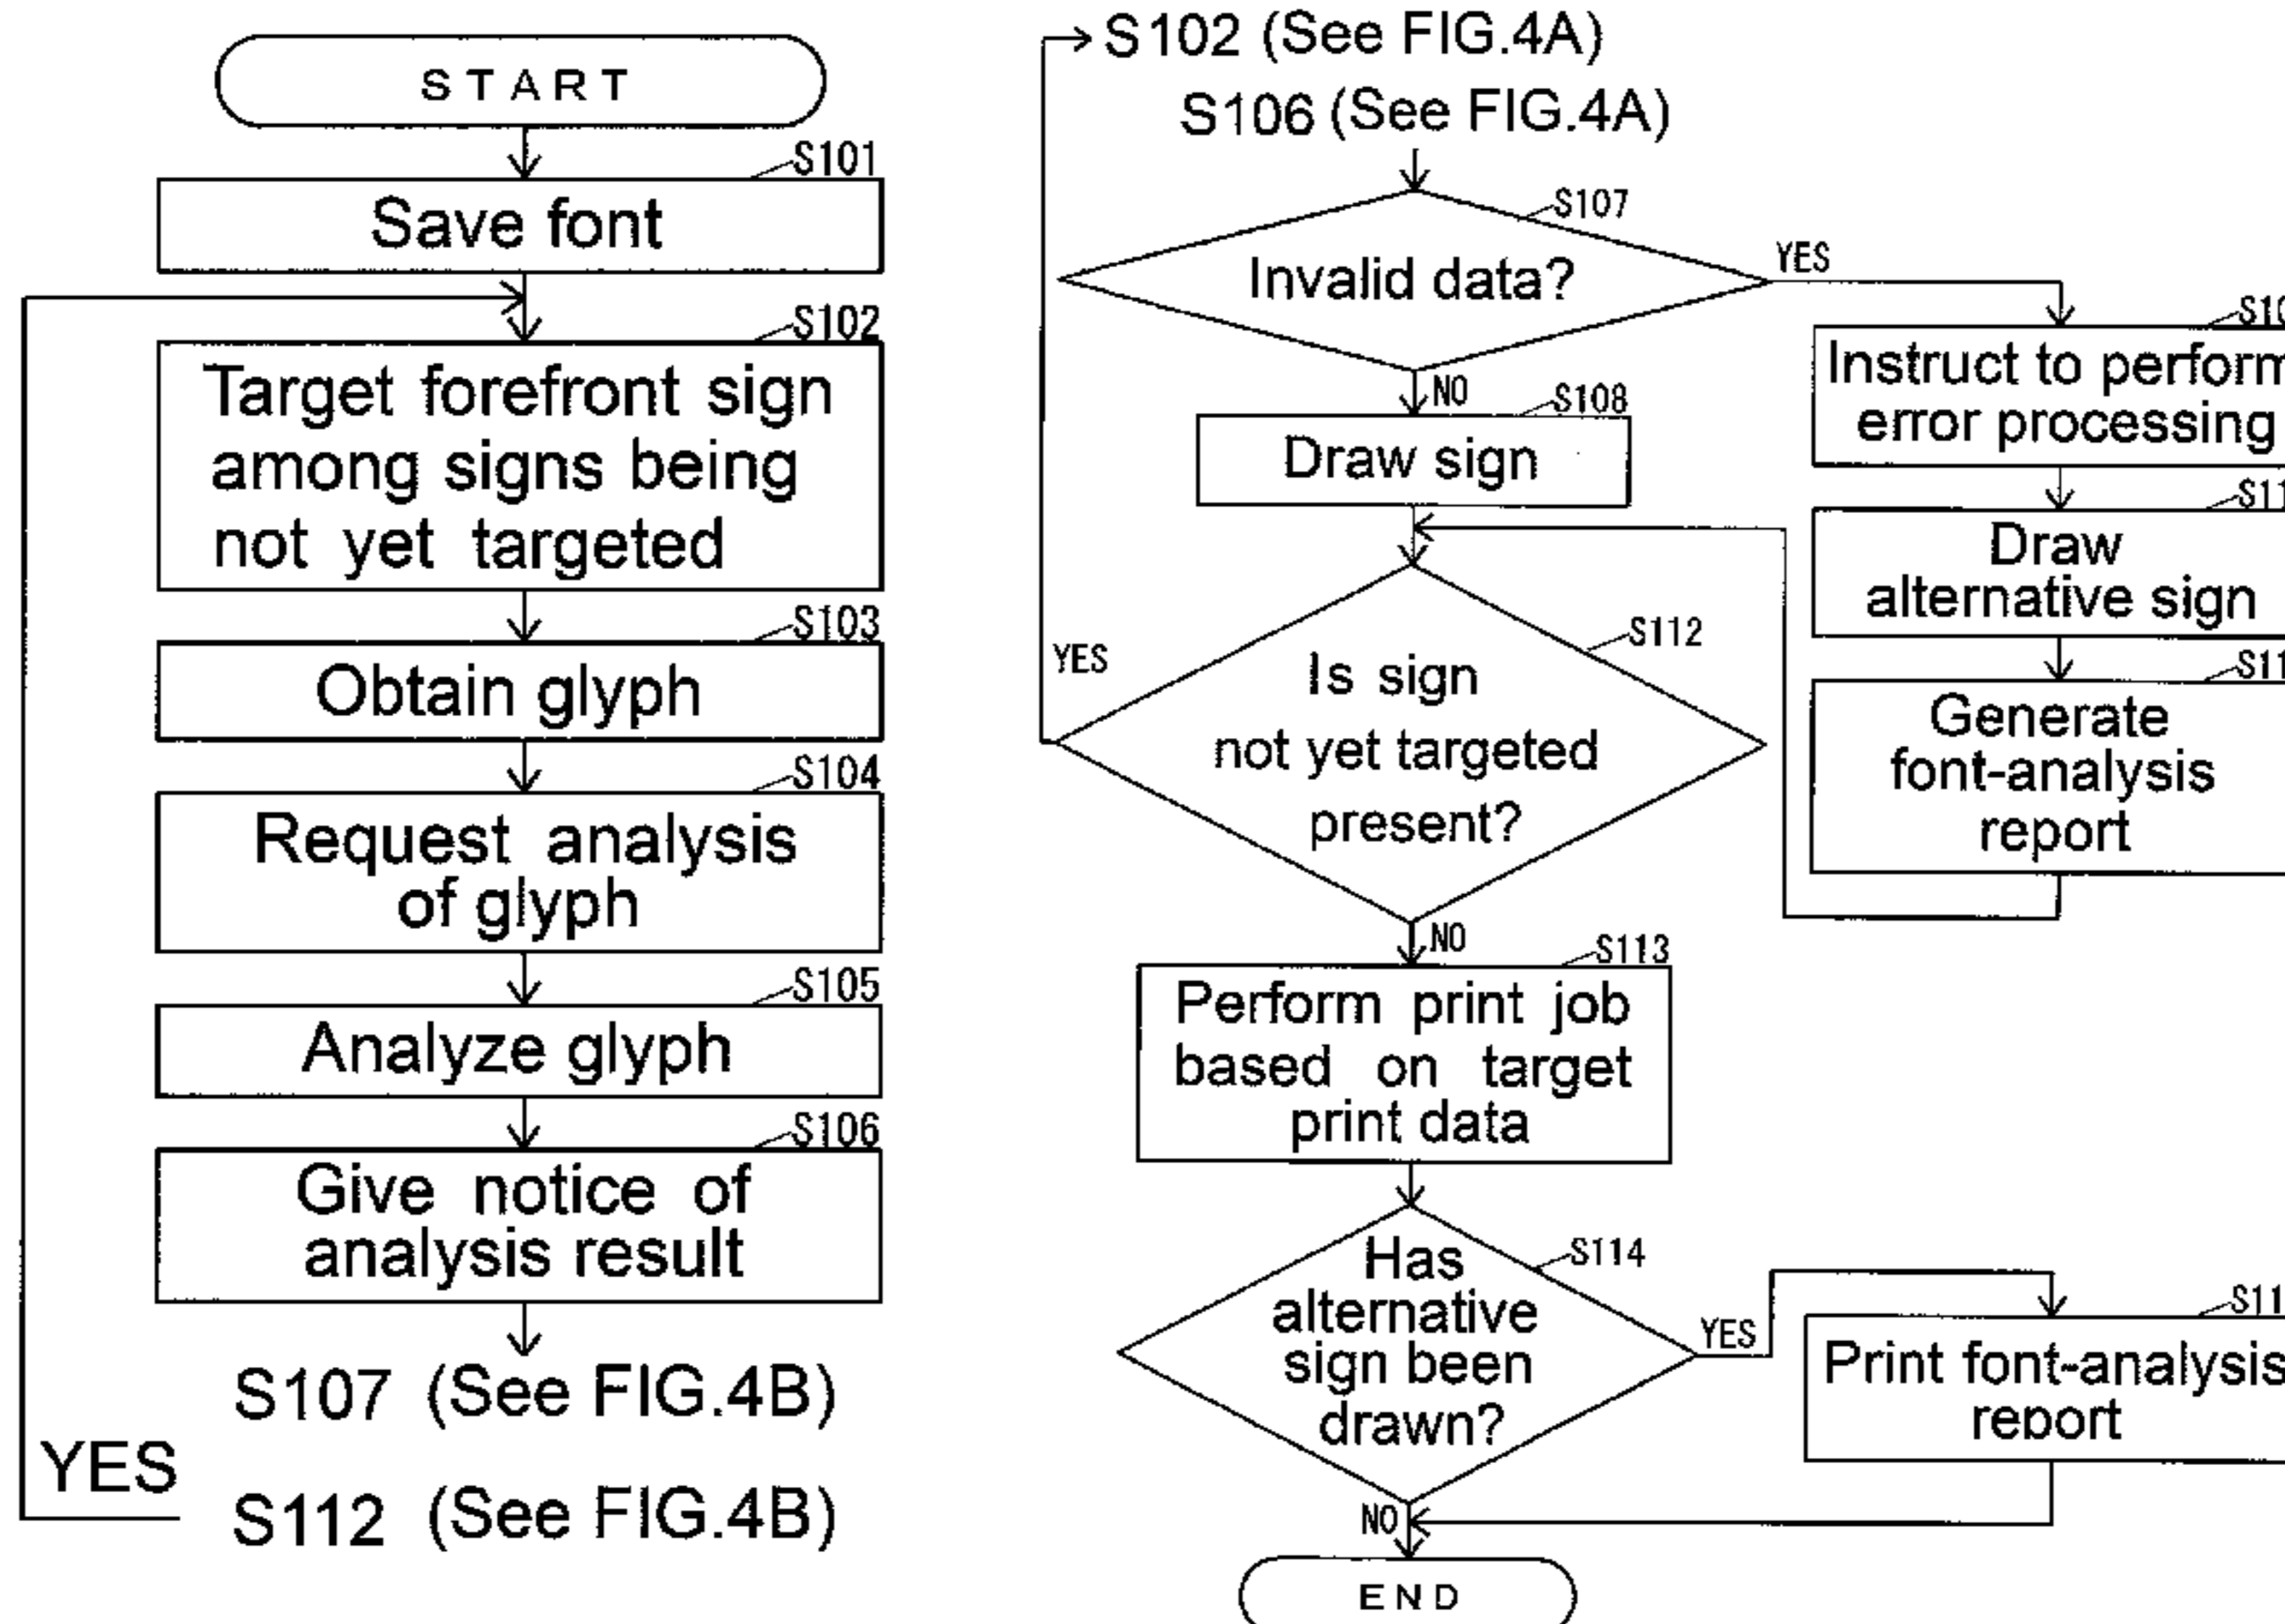 START
S101
Save font
S102
Target forefront sign
among signs being
not yet targeted
S103
Obtain glyph
S104
Request analysis
of glyph
S105
Analyze glyph
S106
Give notice of
analysis result
S107 (See FIG.4B)
YES
S112 (See FIG.4B)
S102 (See FIG.4A)
S106 (See FIG.4A)
S107
Invalid data?
YES
NO
S108
Draw sign
Instruct to perform
error processing
Draw
alternative sign
Generate
font-analysis
report
S112
YES
Is sign
not yet targeted
present?
NO
S113
Perform print job
based on target
print data
S114
Has
alternative
sign been
drawn?
YES
Print font-analysis
report
NO
END